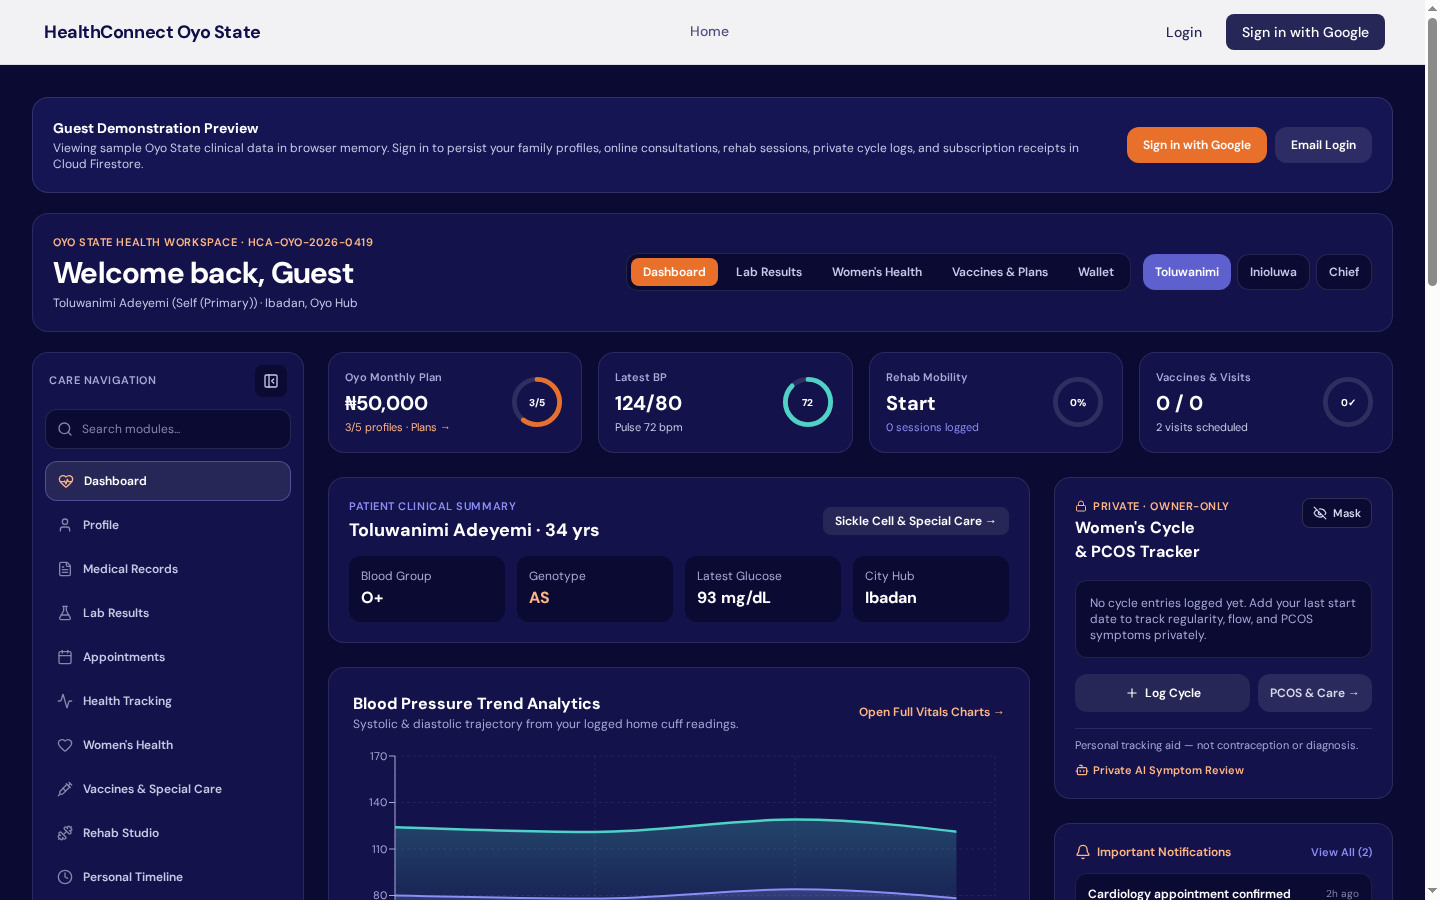 HealthConnect Oyo State
Home
Login
Sign in with Google
Guest Demonstration Preview
Viewing sample Oyo State clinical data in browser memory. Sign in to persist your family profiles, online consultations, rehab sessions, private cycle logs, and subscription receipts in
Cloud Firestore.
Sign in with Google
Email Login
OYO STATE HEALTH WORKSPACE · HCA-OYO-2026-0419
Welcome back, Guest
Toluwanimi Adeyemi (Self (Primary)) · Ibadan, Oyo Hub
Dashboard
Lab Results
Women's Health
Vaccines & Plans
Wallet
Toluwanimi
Inioluwa
Chief
CARE NAVIGATION
Search modules...
Dashboard
Profile
Medical Records
Lab Results
Appointments
Health Tracking
Women's Health
Vaccines & Special Care
Rehab Studio
Personal Timeline
Oyo Monthly Plan
₦50,000
3/5 profiles · Plans →
3/5
Latest BP
124/80
Pulse 72 bpm
72
Rehab Mobility
Start
0 sessions logged
0%
Vaccines & Visits
0 / 0
2 visits scheduled
0✓
PATIENT CLINICAL SUMMARY
Toluwanimi Adeyemi · 34 yrs
Sickle Cell & Special Care →
Blood Group
O+
Genotype
AS
Latest Glucose
93 mg/dL
City Hub
Ibadan
Blood Pressure Trend Analytics
Systolic & diastolic trajectory from your logged home cuff readings.
Open Full Vitals Charts →
170
140
110
80
PRIVATE · OWNER-ONLY
Women's Cycle
& PCOS Tracker
Mask
No cycle entries logged yet. Add your last start
date to track regularity, flow, and PCOS
symptoms privately.
+ Log Cycle
PCOS & Care →
Personal tracking aid — not contraception or diagnosis.
Private AI Symptom Review
Important Notifications
View All (2)
Cardiology appointment confirmed
2h ago